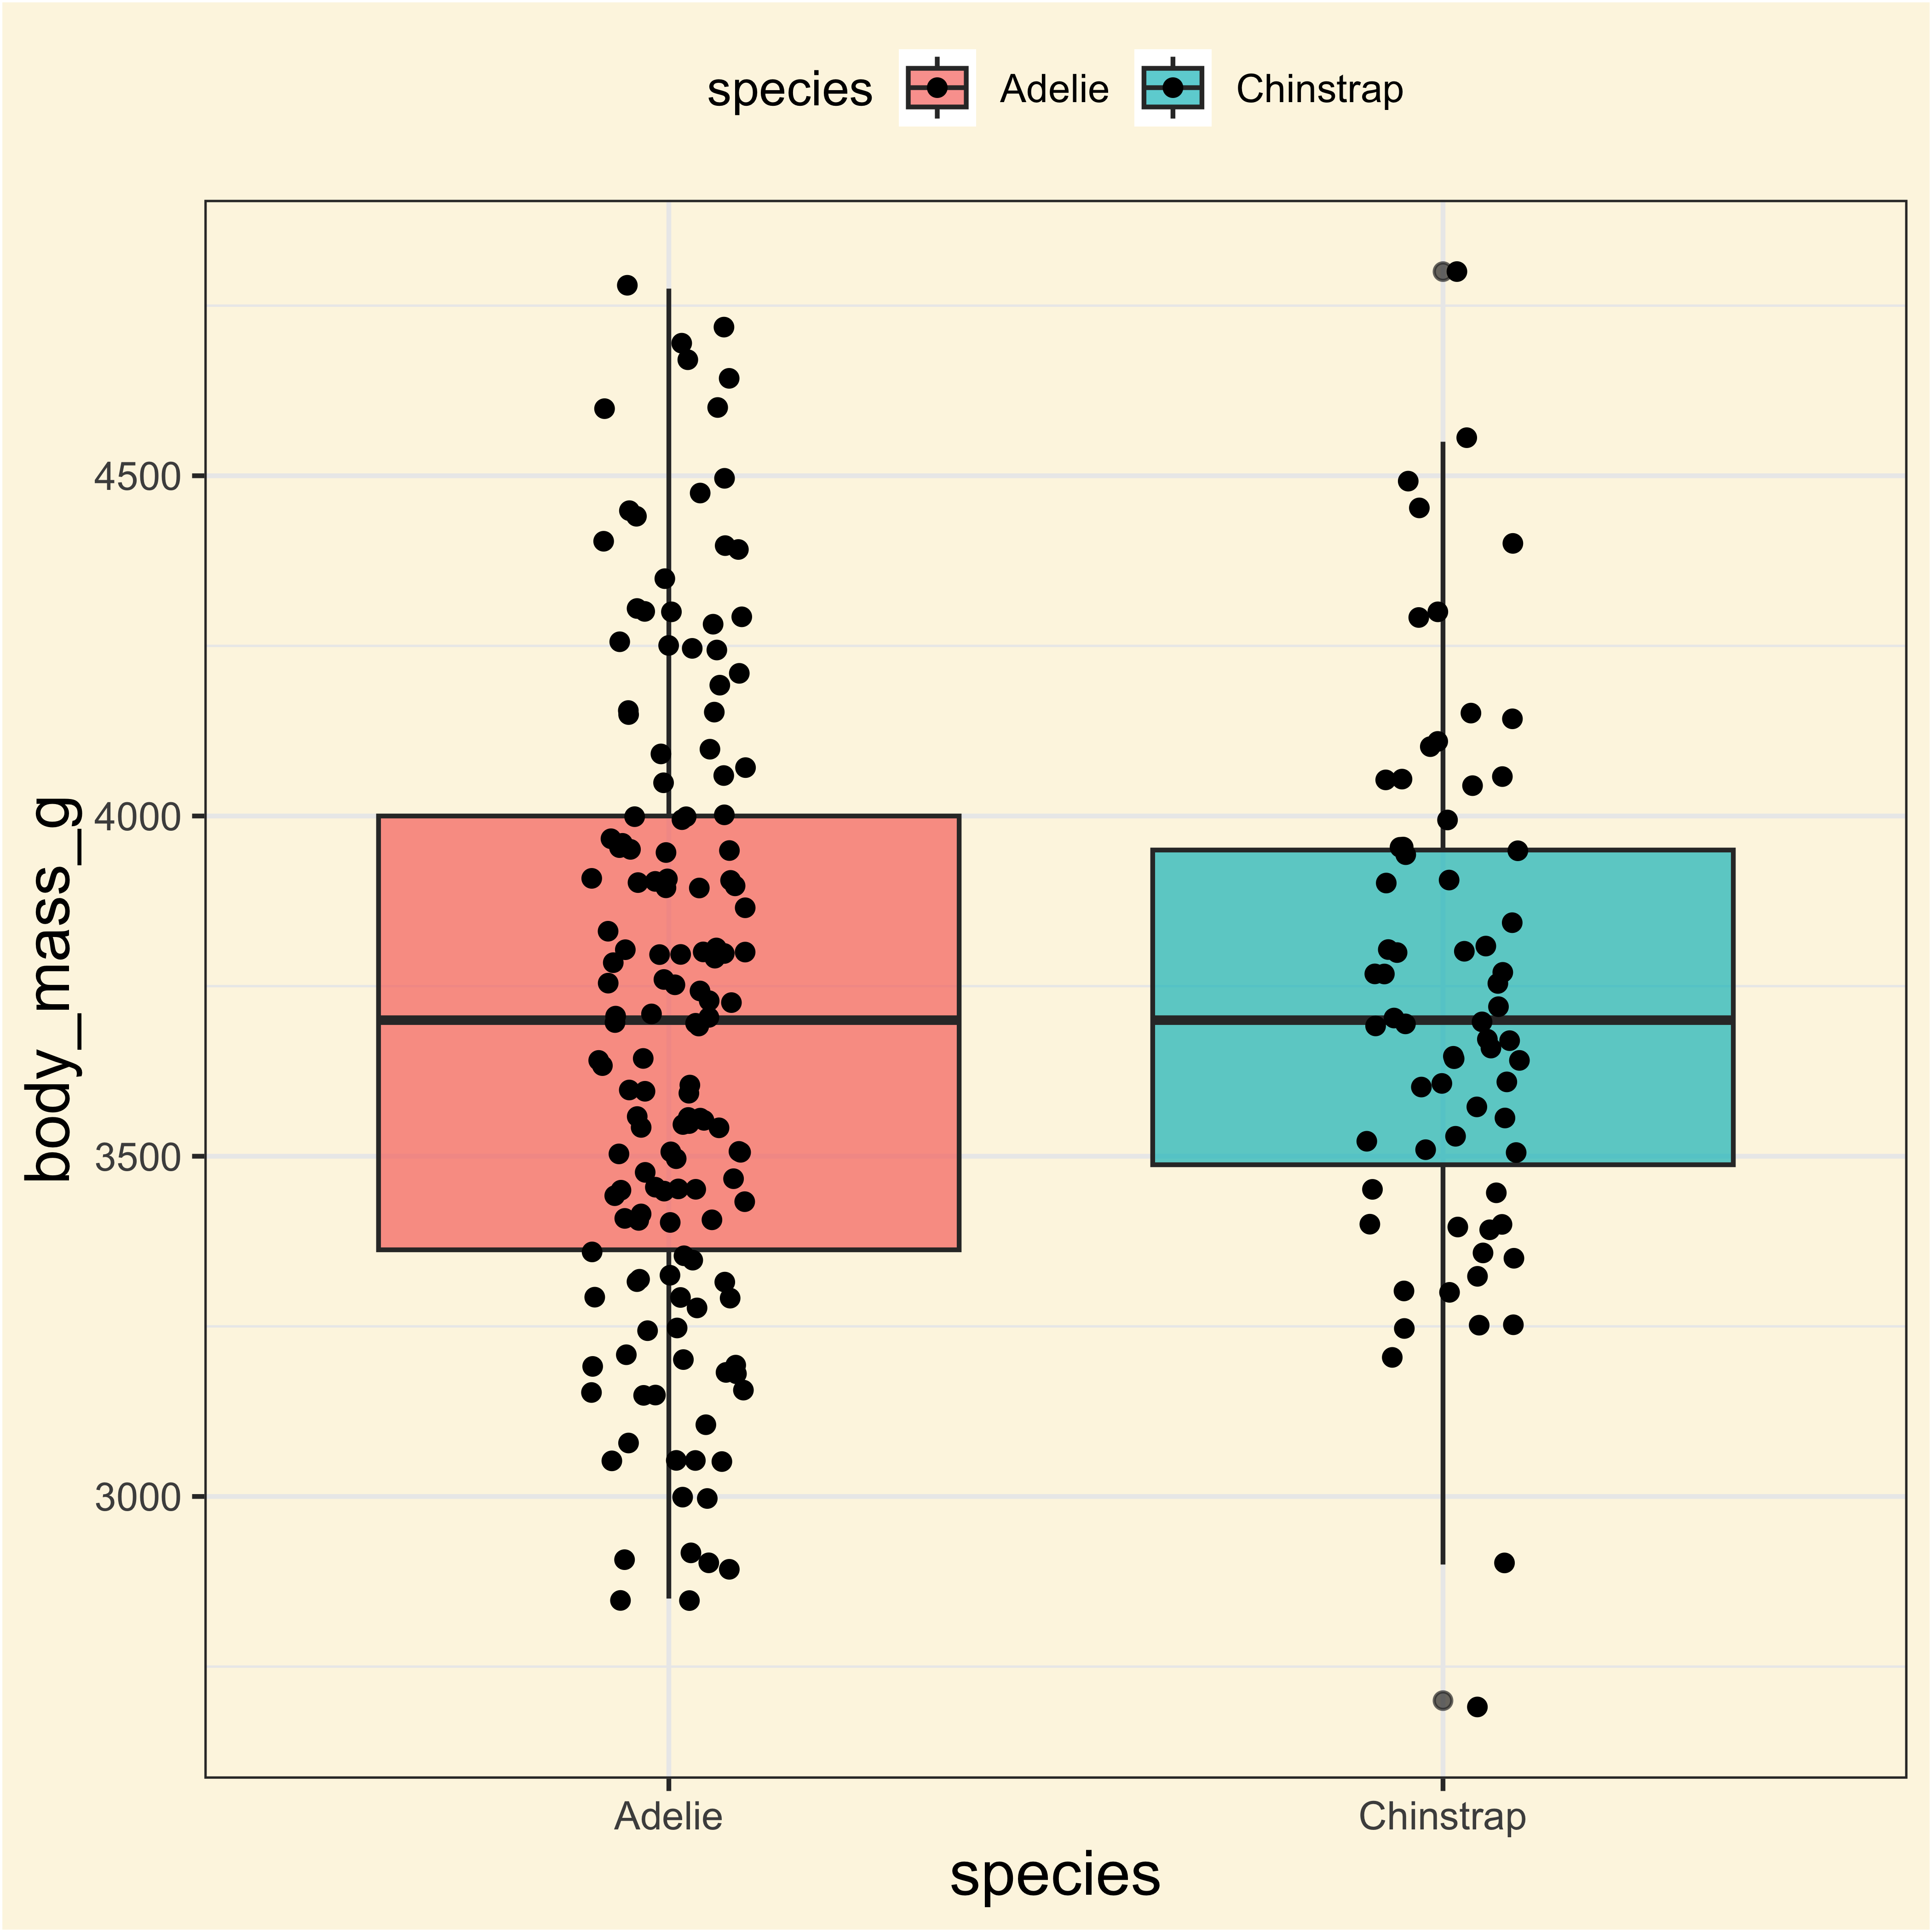 species Adelie Chinstrap
body_mass_g
4500
4000
3500
3000
Adelie Chinstrap
species